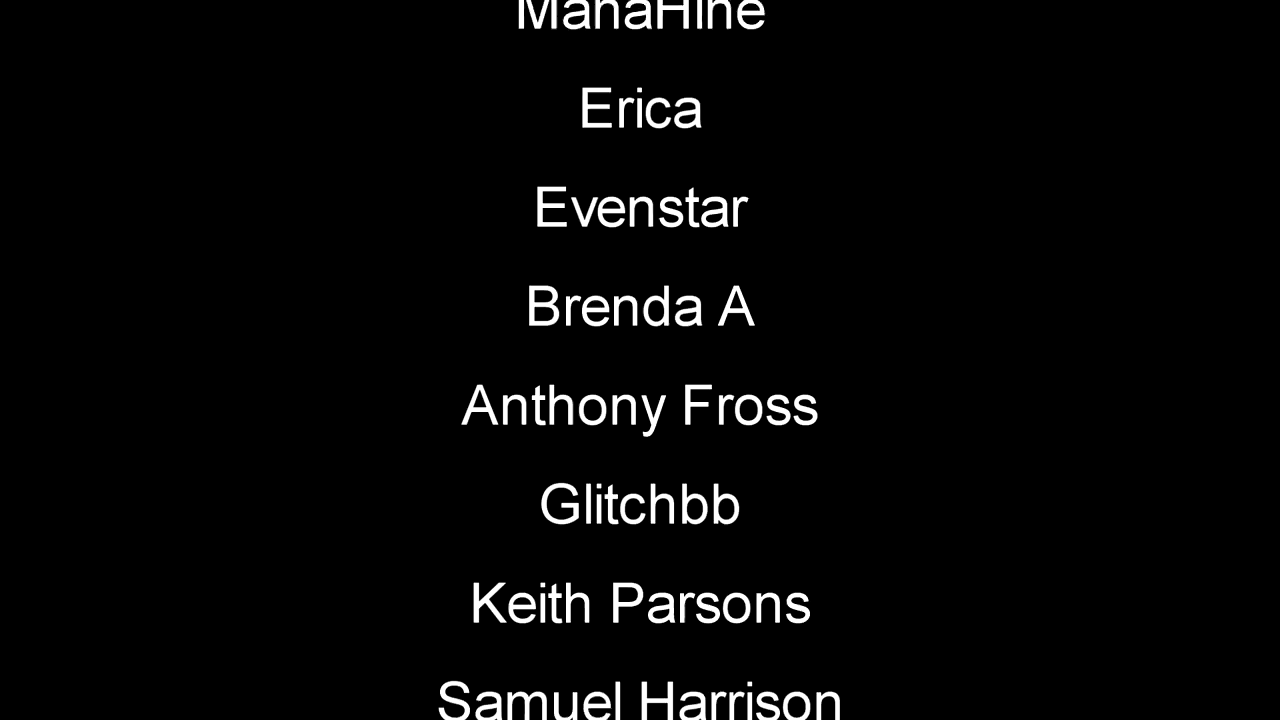 ManaHine
Erica
Evenstar
Brenda A
Anthony Fross
Glitchbb
Keith Parsons
Samuel Harrison